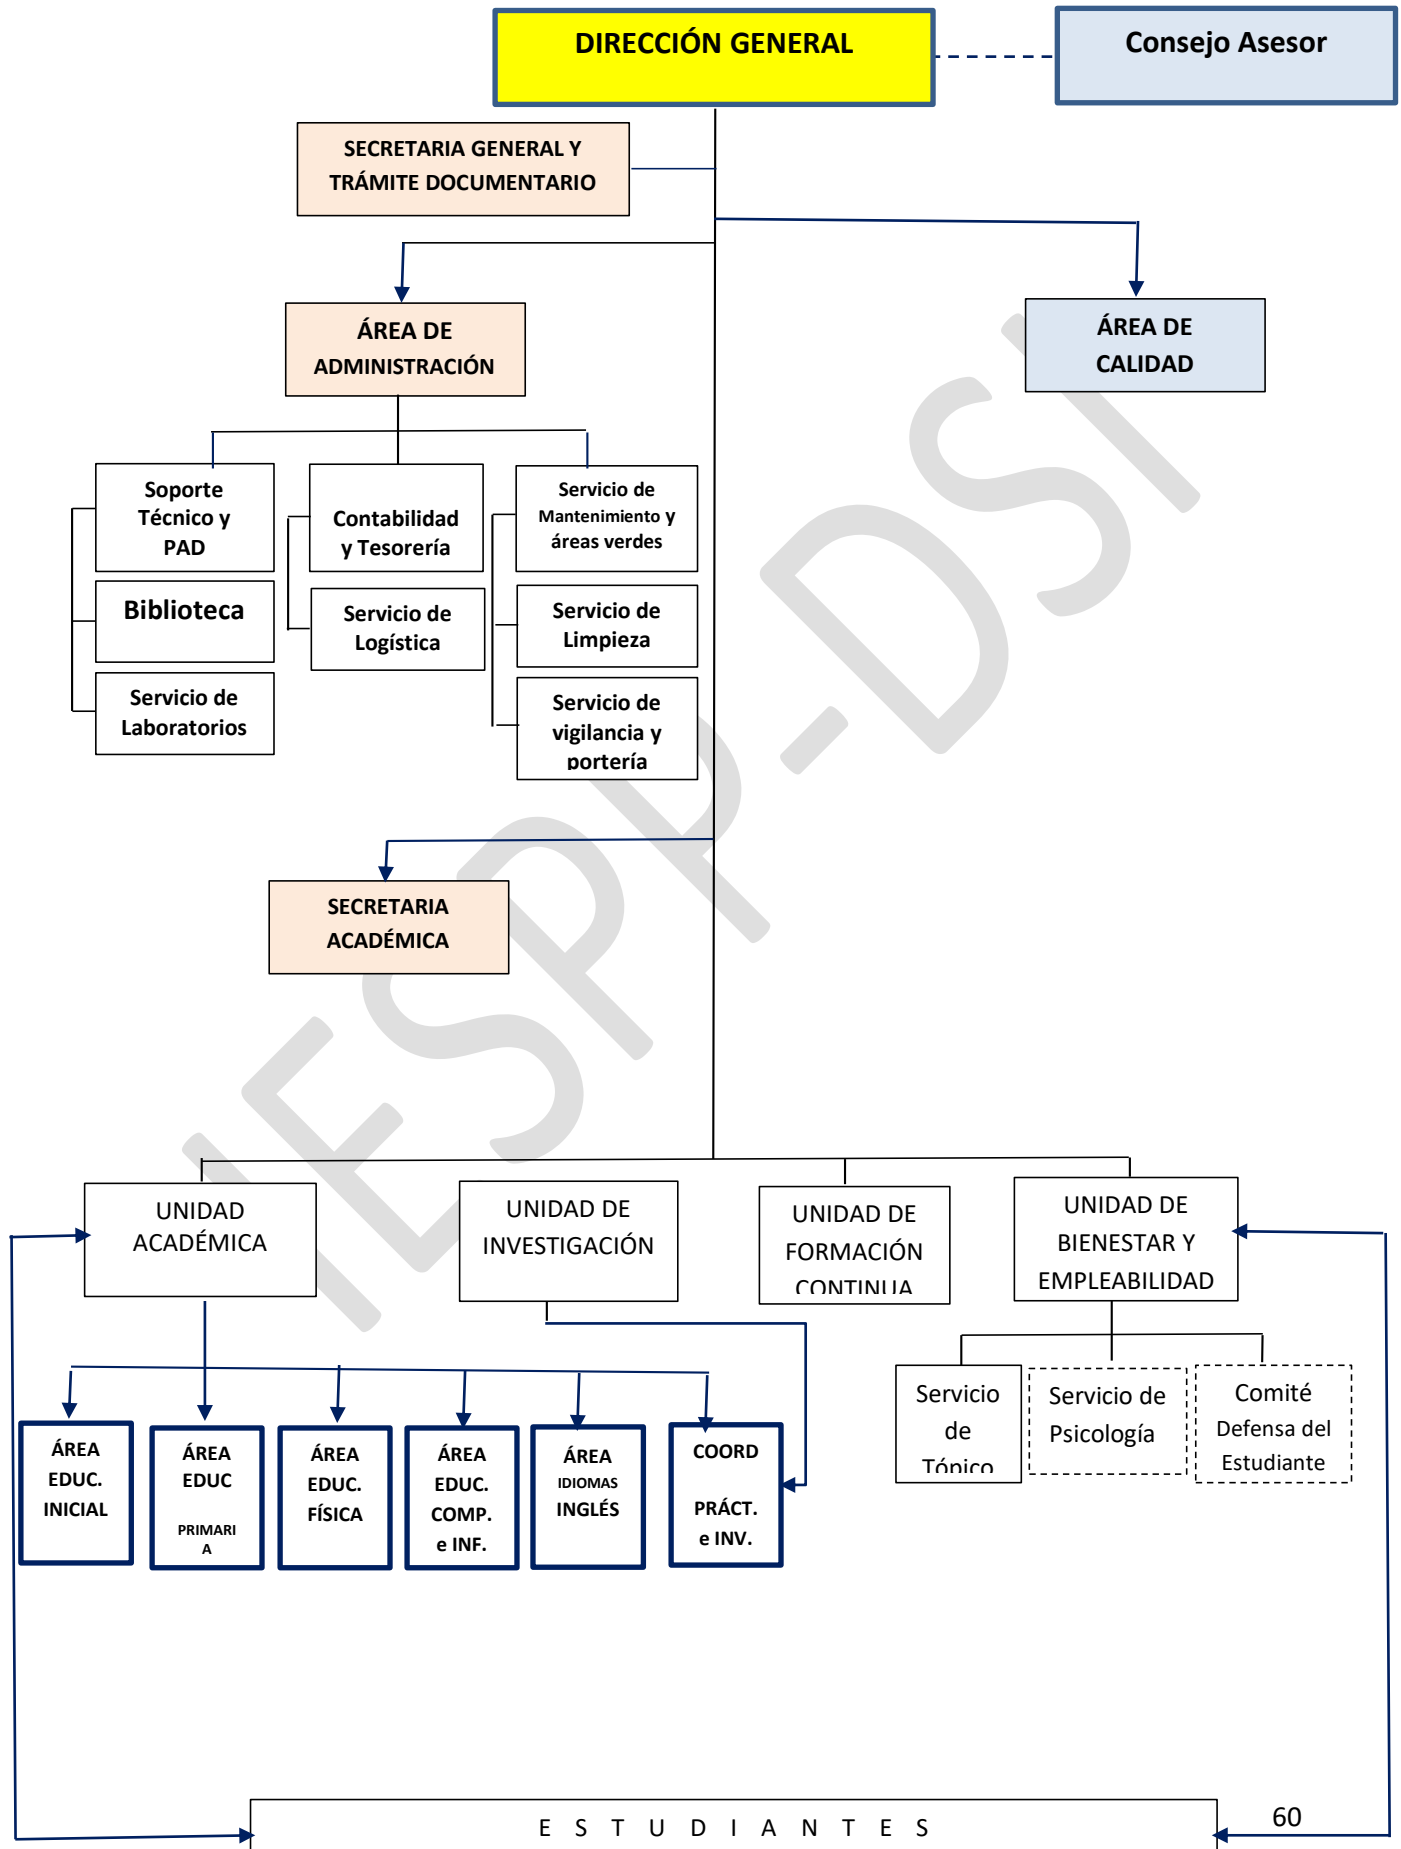 DIRECCIÓN GENERAL
Consejo Asesor
SECRETARIA GENERAL Y
TRÁMITE DOCUMENTARIO
ÁREA DE
ADMINISTRACIÓN
ÁREA DE
CALIDAD
Soporte
Técnico y
PAD
Contabilidad
y Tesorería
Servicio de
Mantenimiento y
áreas verdes
Biblioteca
Servicio de
Logística
Servicio de
Limpieza
Servicio de
Laboratorios
Servicio de
vigilancia y
portería
SECRETARIA
ACADÉMICA
IESPP-DSI
UNIDAD
ACADÉMICA
UNIDAD DE
INVESTIGACIÓN
UNIDAD DE
FORMACIÓN
CONTINUA
UNIDAD DE
BIENESTAR Y
EMPLEABILIDAD
Servicio
de
Tópico
Servicio de
Psicología
Comité
Defensa del
Estudiante
ÁREA
EDUC.
INICIAL
ÁREA
EDUC
PRIMARI
A
ÁREA
EDUC.
FÍSICA
ÁREA
EDUC.
COMP.
e INF.
ÁREA
IDIOMAS
INGLÉS
COORD
PRÁCT.
e INV.
E S T U D I A N T E S
60